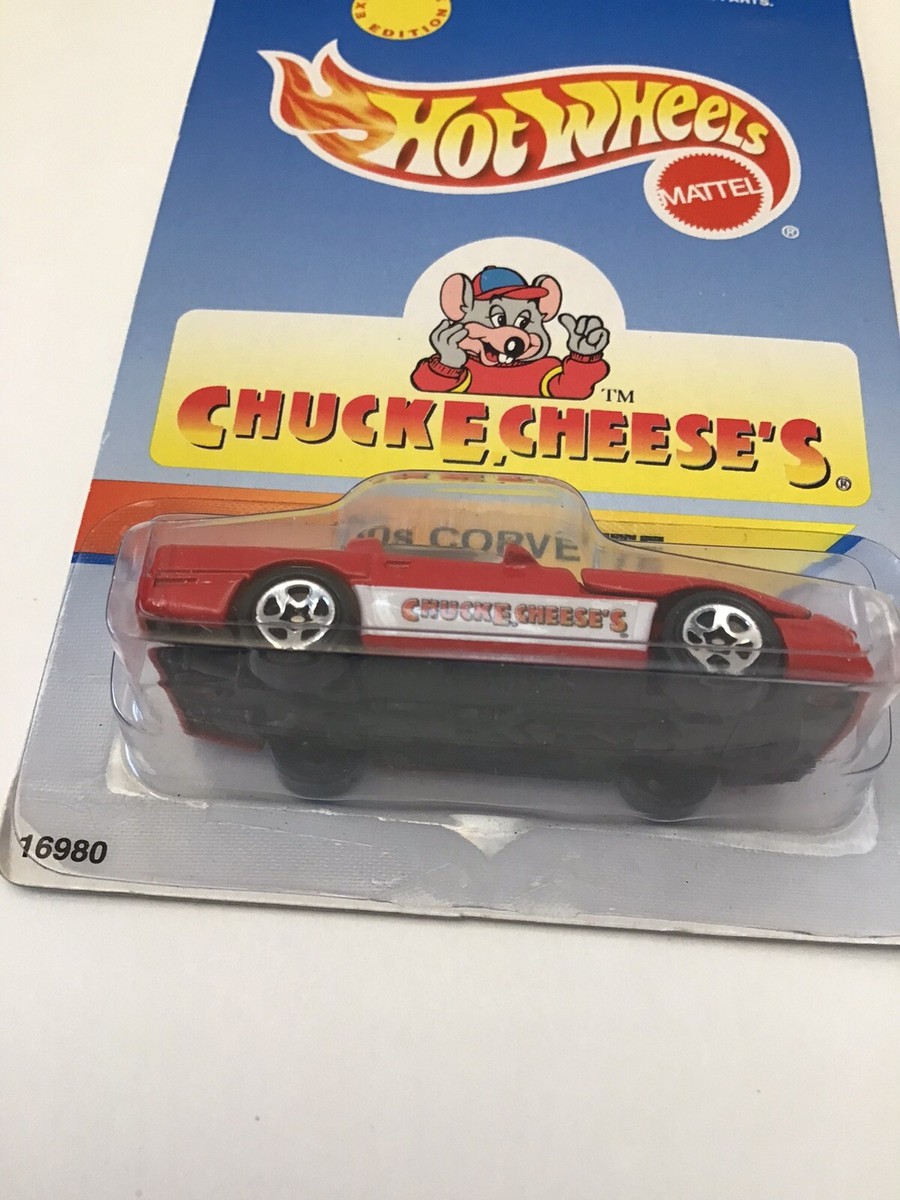 EDITION
HOT WHEELS
MATTEL
®
TM
CHUCK E. CHEESE'S®
CHUCK E. CHEESE'S®
16980